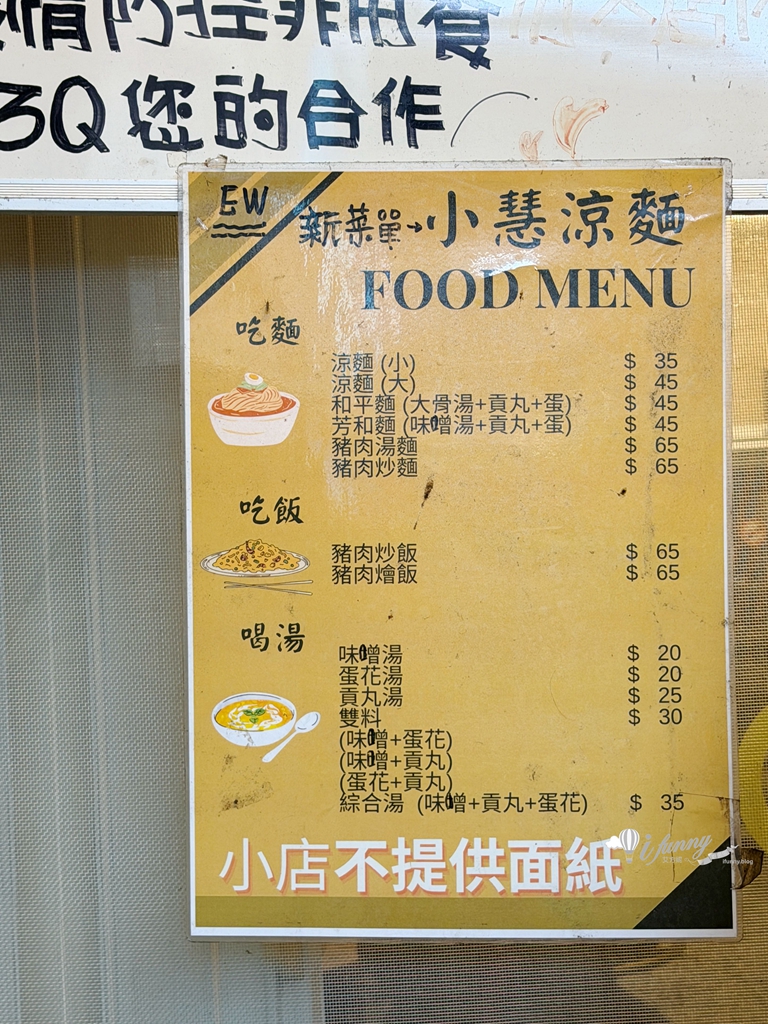 3Q您的合作
EW
新菜單→小慧涼麵
FOOD MENU
吃麵
涼麵 (小) $ 35
涼麵 (大) $ 45
和平麵 (大骨湯+貢丸+蛋) $ 45
芳和麵 (味噌湯+貢丸+蛋) $ 45
豬肉湯麵 $ 65
豬肉炒麵 $ 65
吃飯
豬肉炒飯 $ 65
豬肉燴飯 $ 65
喝湯
味噌湯 $ 20
蛋花湯 $ 20
貢丸湯 $ 25
雙料 $ 30
(味噌+蛋花)
(味噌+貢丸)
(蛋花+貢丸)
綜合湯 (味噌+貢丸+蛋花) $ 35
小店不提供面紙
ifunny
ifunny.blog